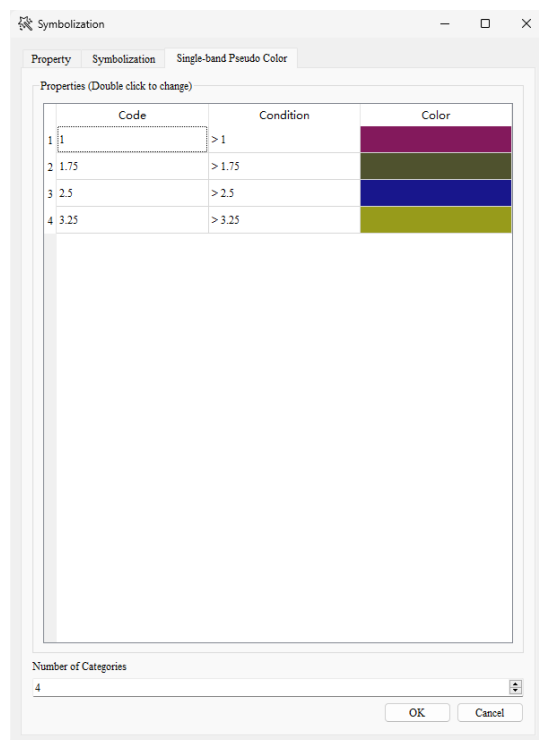 Symbolization
Property Symbolization Single-band Pseudo Color
Properties (Double click to change)
Code Condition Color
1 1 > 1
2 1.75 > 1.75
3 2.5 > 2.5
4 3.25 > 3.25
Number of Categories
4
OK Cancel